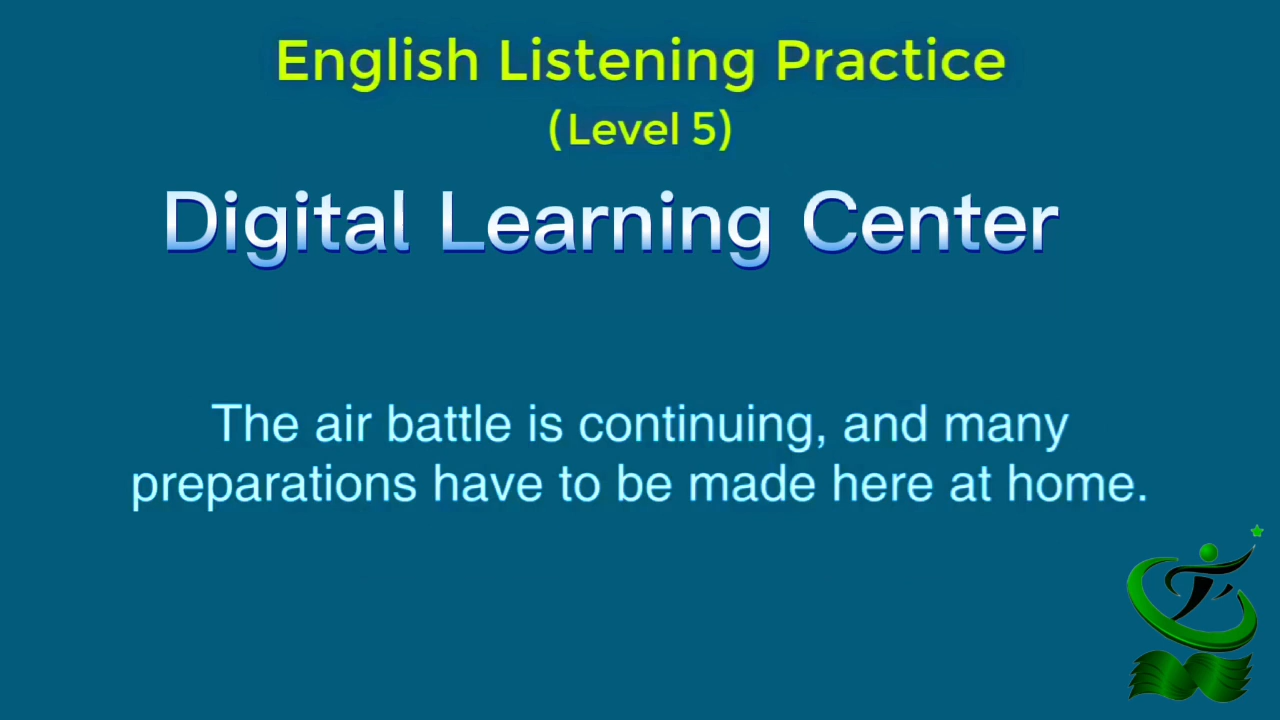 English Listening Practice
(Level 5)
Digital Learning Center
The air battle is continuing, and many
preparations have to be made here at home.